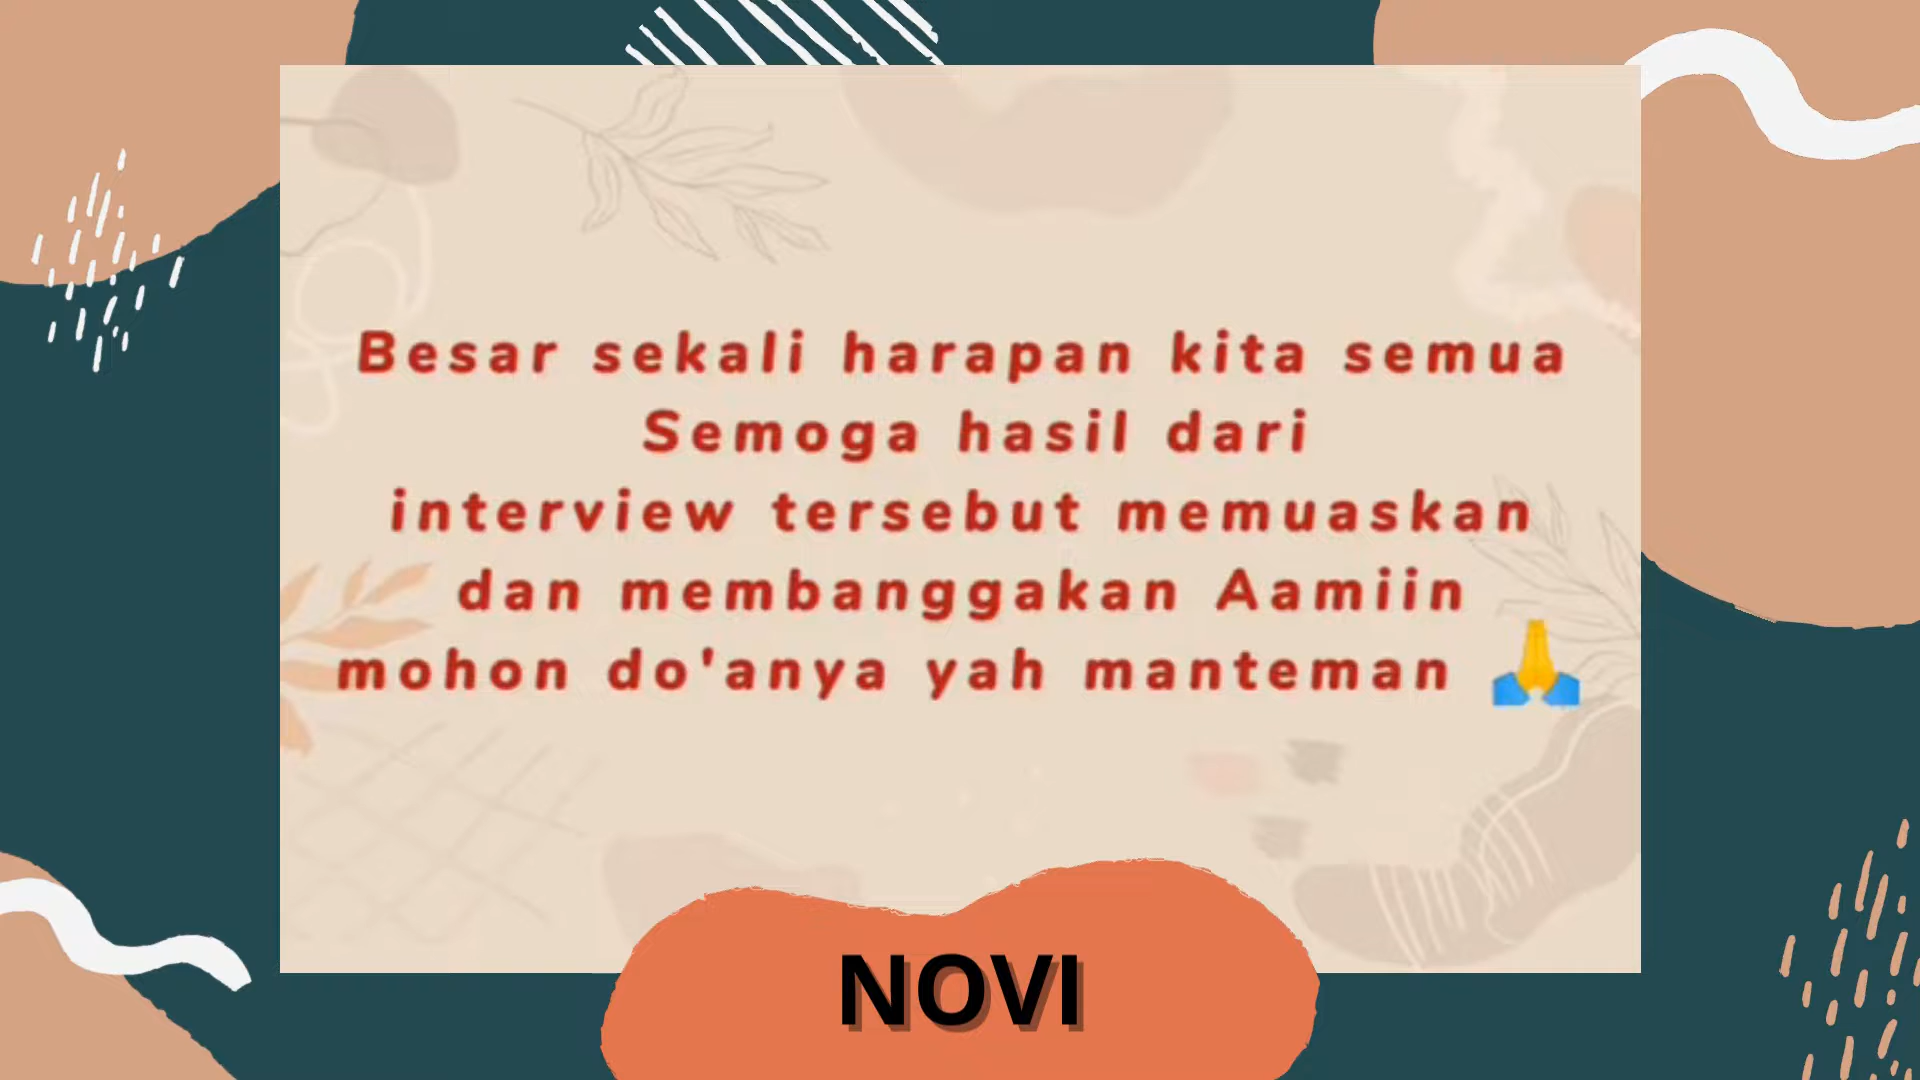 Besar sekali harapan kita semua
Semoga hasil dari
interview tersebut memuaskan
dan membanggakan Aamiin
mohon do'anya yah manteman 🙏
NOVI